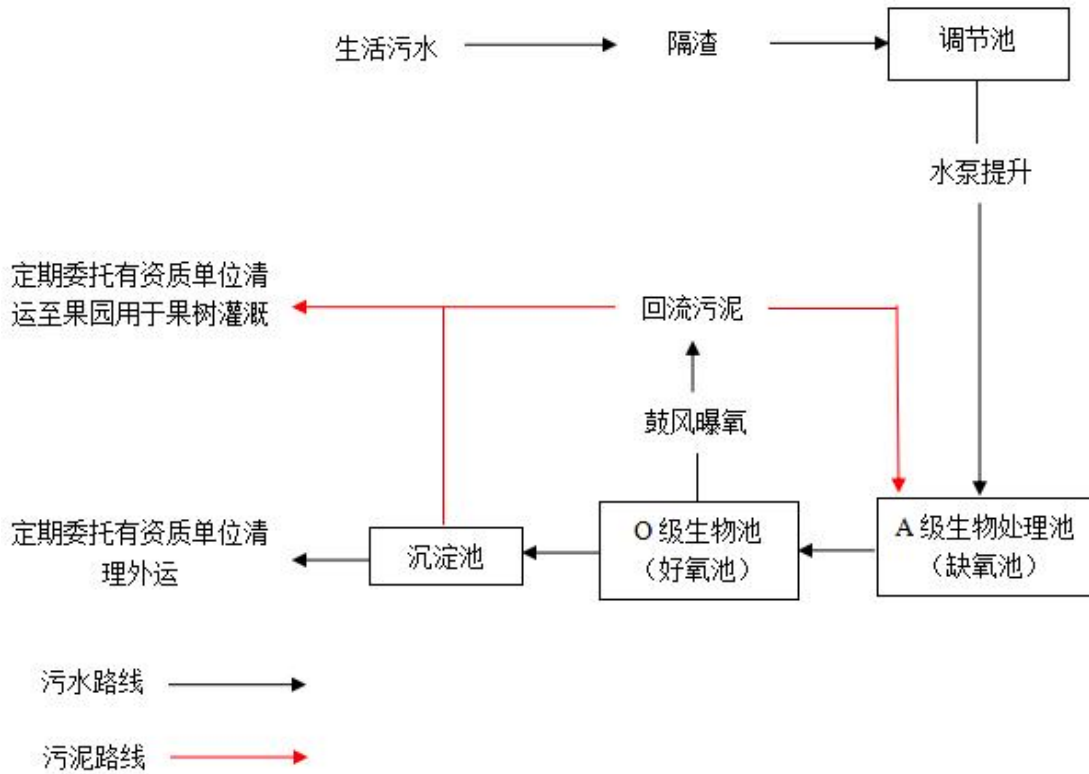 生活污水
隔渣
调节池
水泵提升
定期委托有资质单位清
运至果园用于果树灌溉
回流污泥
鼓风曝氧
定期委托有资质单位清
理外运
沉淀池
O 级生物池
（好氧池）
A 级生物处理池
（缺氧池）
污水路线
污泥路线